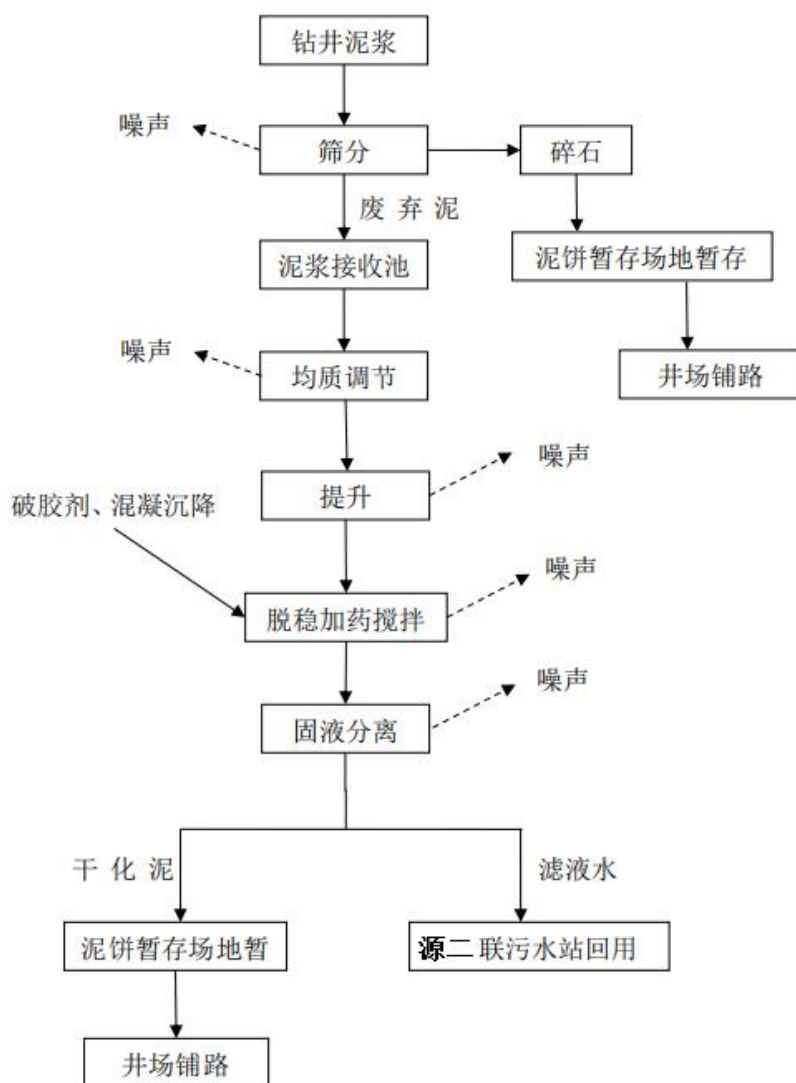 钻井泥浆
噪声
筛分
碎石
废 弃 泥
泥浆接收池
泥饼暂存场地暂存
噪声
均质调节
井场铺路
噪声
提升
破胶剂、混凝沉降
噪声
脱稳加药搅拌
噪声
固液分离
干 化 泥
滤液水
泥饼暂存场地暂
源二联污水站回用
井场铺路